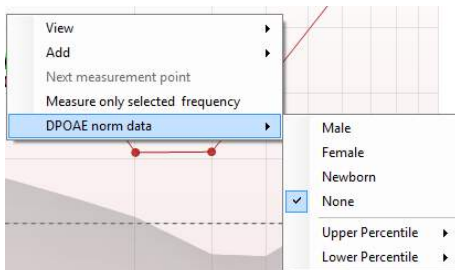 View
Add
Next measurement point
Measure only selected frequency
DPOAE norm data
Male
Female
Newborn
None
Upper Percentile
Lower Percentile